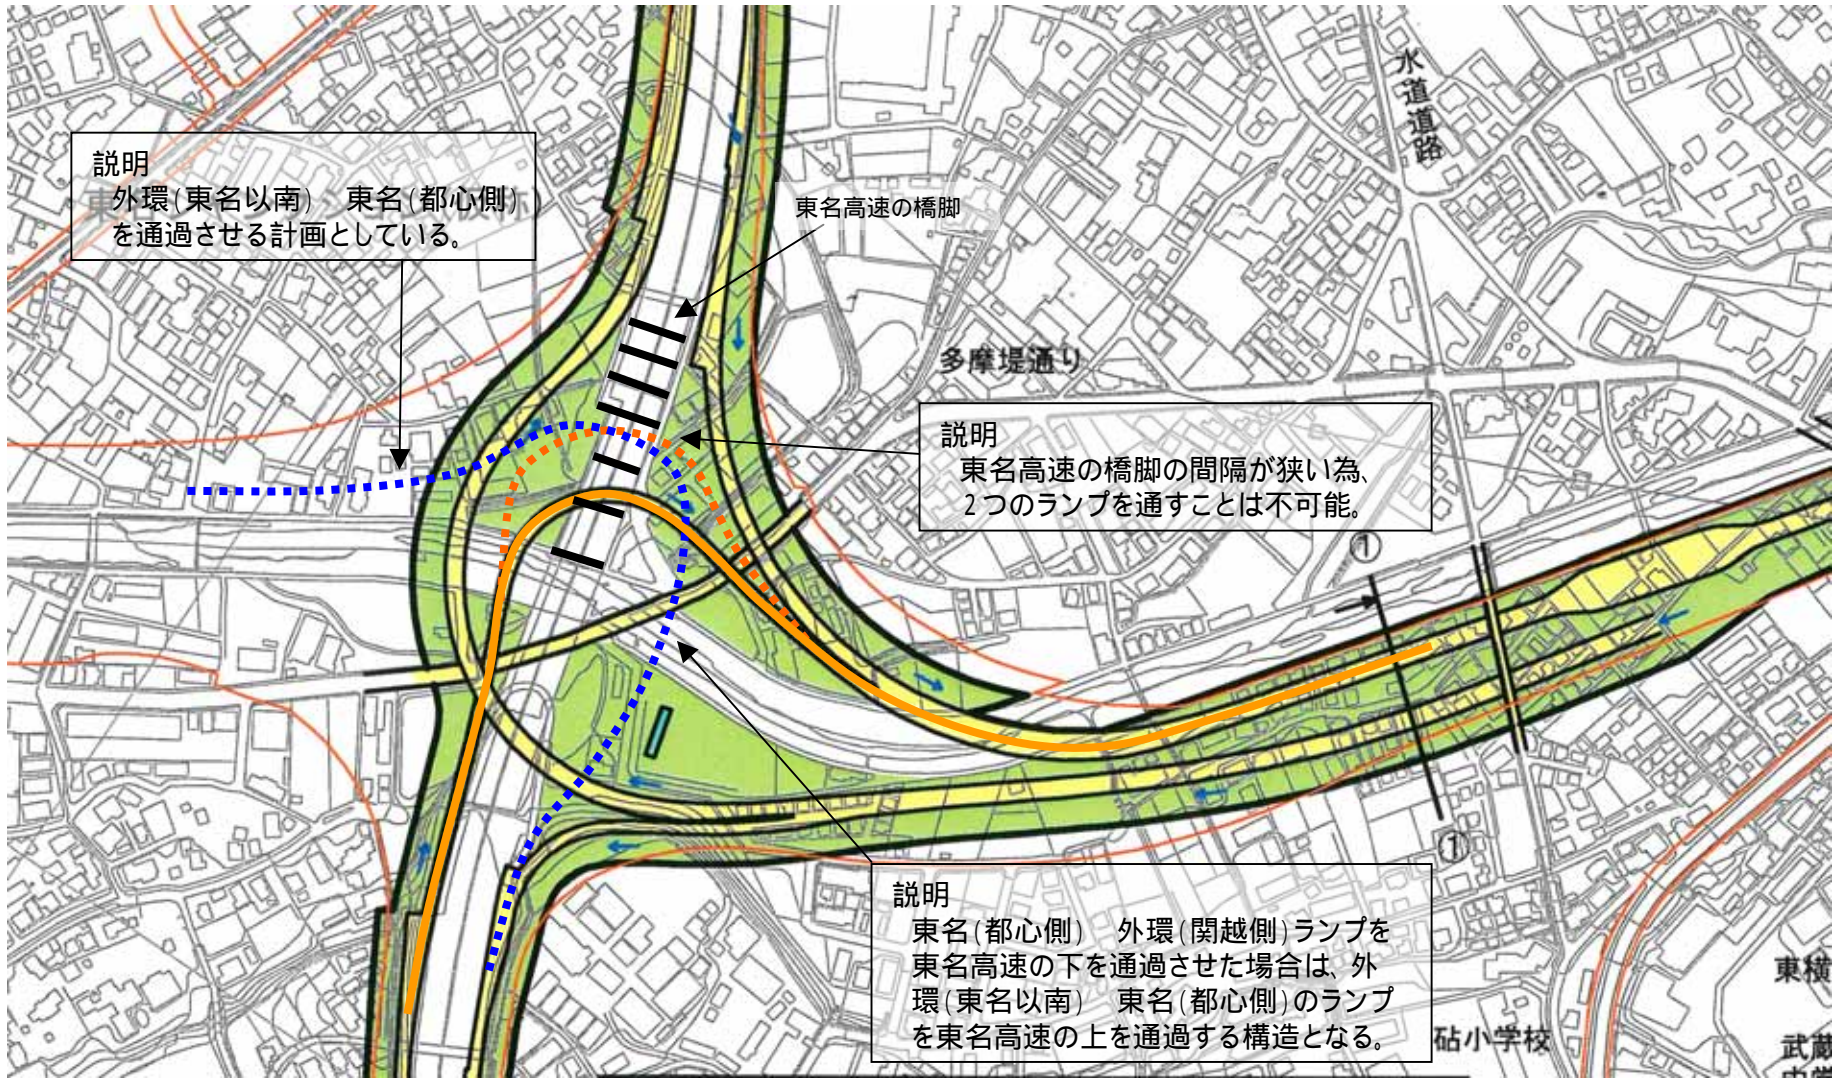 水道道路
説明
外環(東名以南) 東名(都心側)
を通過させる計画としている。
東名高速の橋脚
多摩堤通り
説明
東名高速の橋脚の間隔が狭い為、
2つのランプを通すことは不可能。
①
①
説明
東名(都心側) 外環(関越側)ランプを
東名高速の下を通過させた場合は、外
環(東名以南) 東名(都心側)のランプ
を東名高速の上を通過する構造となる。
砧小学校
東横
武蔵